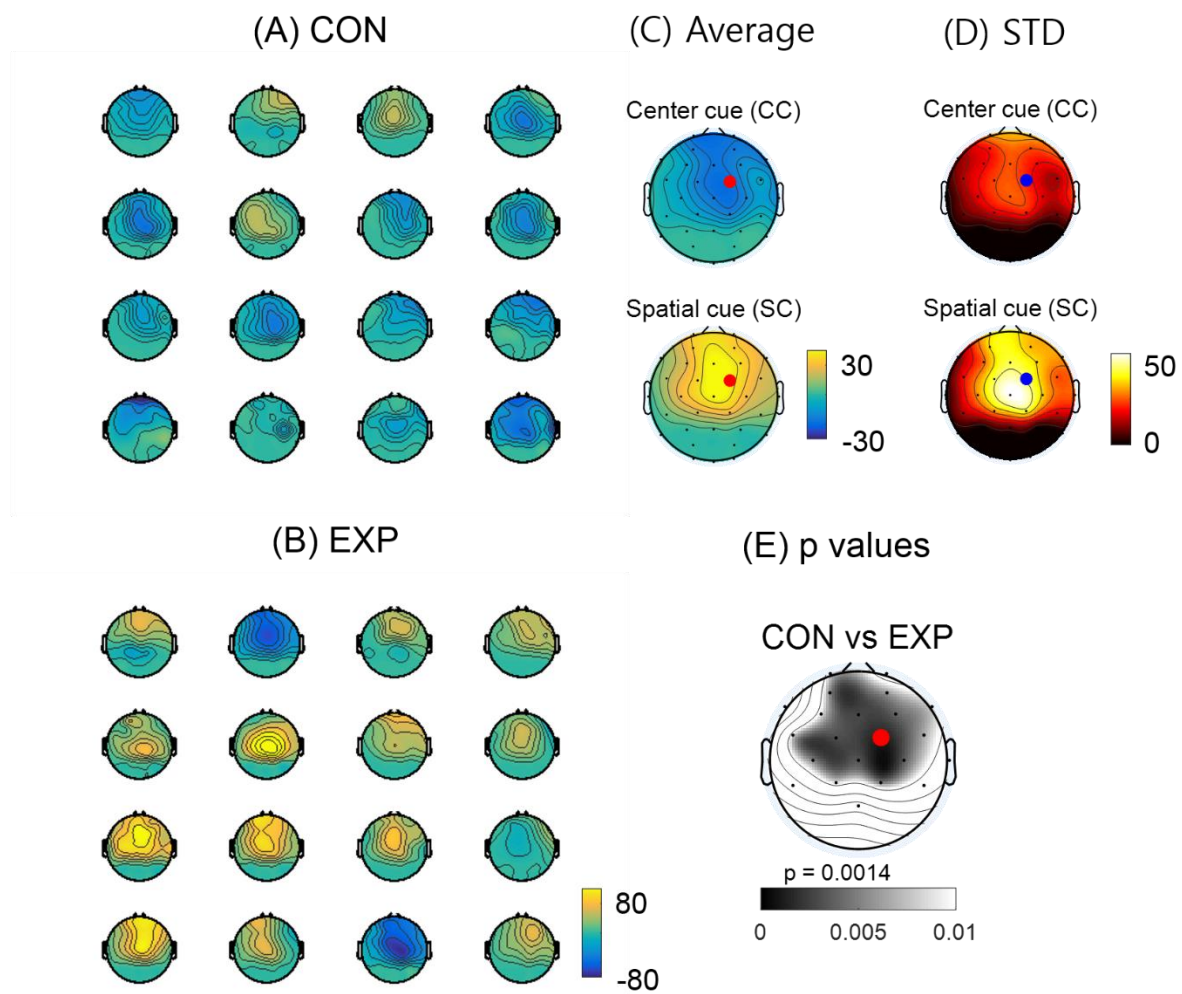 (A) CON
(C) Average
(D) STD
Center cue (CC)
Center cue (CC)
Spatial cue (SC)
Spatial cue (SC)
30
-30
50
0
(B) EXP
(E) p values
CON vs EXP
80
-80
p = 0.0014
0
0.005
0.01